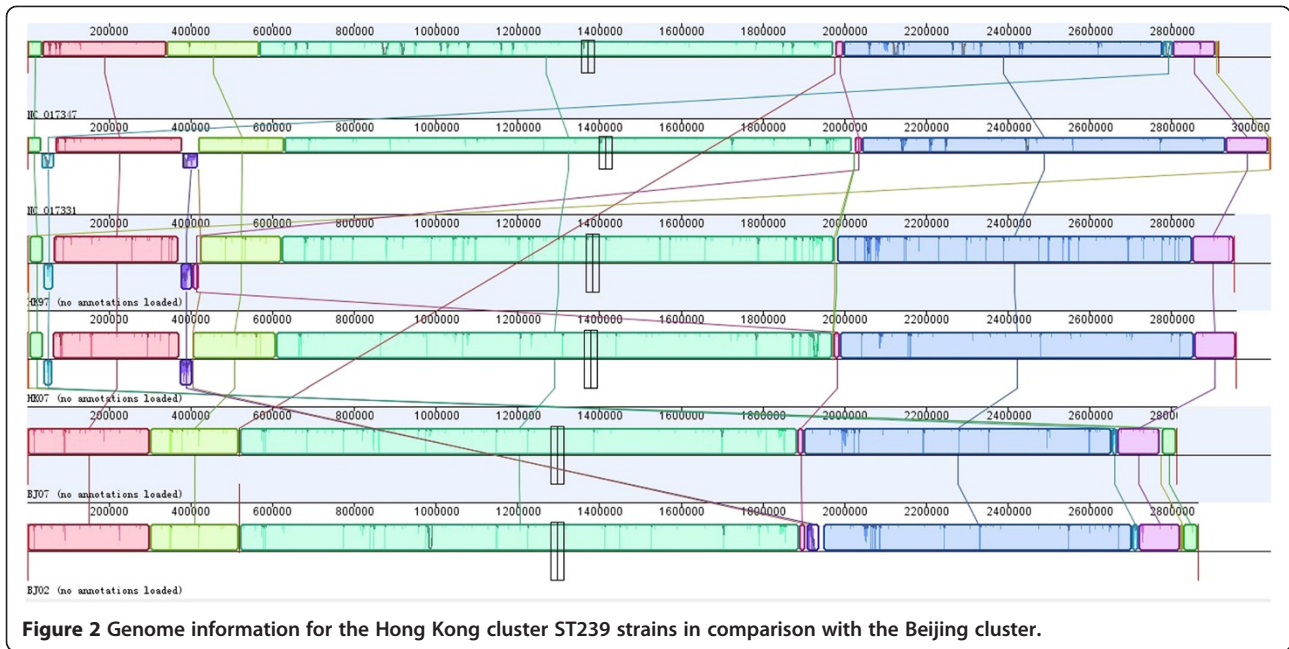 200000 400000 600000 800000 1000000 1200000 1400000 1600000 1800000 2000000 2200000 2400000 2600000 2800000
NC_017347
200000 400000 600000 800000 1000000 1200000 1400000 1600000 1800000 2000000 2200000 2400000 2600000 2800000 300000
NC_017331
200000 400000 600000 800000 1000000 1200000 1400000 1600000 1800000 2000000 2200000 2400000 2600000 2800000
(no annotations loaded)
200000 400000 600000 800000 1000000 1200000 1400000 1600000 1800000 2000000 2200000 2400000 2600000 2800000
(no annotations loaded)
200000 400000 600000 800000 1000000 1200000 1400000 1600000 1800000 2000000 2200000 2400000 2600000 2800
BJ07 (no annotations loaded)
200000 400000 600000 800000 1000000 1200000 1400000 1600000 1800000 2000000 2200000 2400000 2600000 2800000
BJ02 (no annotations loaded)
Figure 2 Genome information for the Hong Kong cluster ST239 strains in comparison with the Beijing cluster.